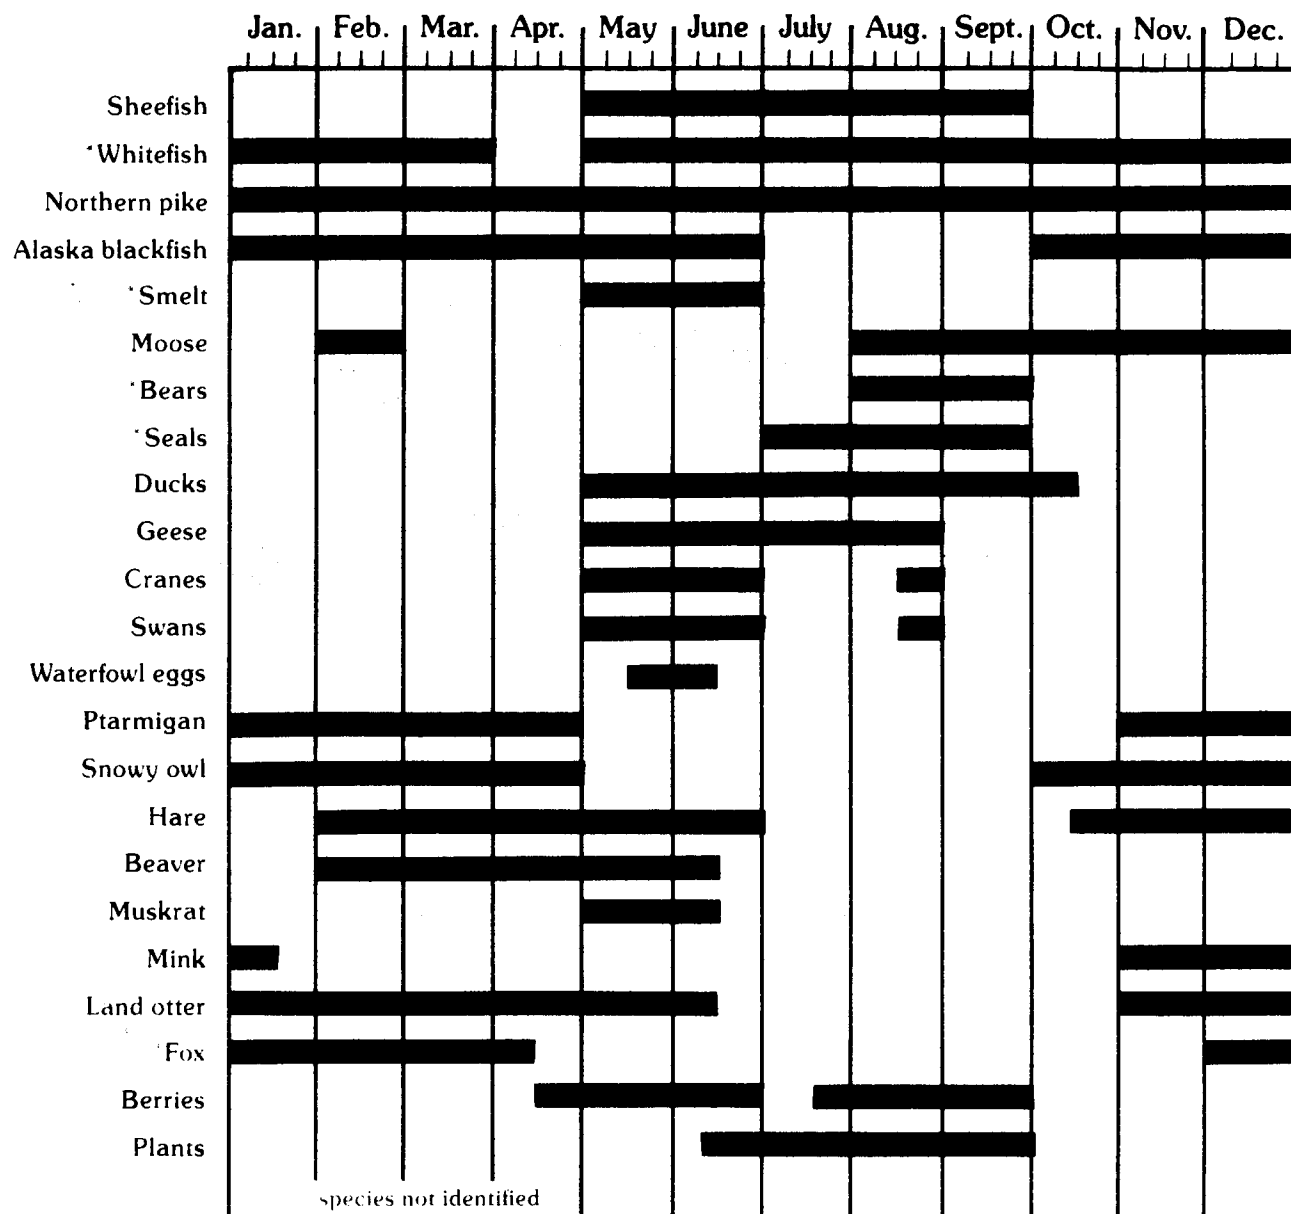 Jan. Feb. Mar. Apr. May June July Aug. Sept. Oct. Nov. Dec.
Sheefish
*Whitefish
Northern pike
Alaska blackfish
*Smelt
Moose
*Bears
*Seals
Ducks
Geese
Cranes
Swans
Waterfowl eggs
Ptarmigan
Snowy owl
Hare
Beaver
Muskrat
Mink
Land otter
*Fox
Berries
Plants
species not identified